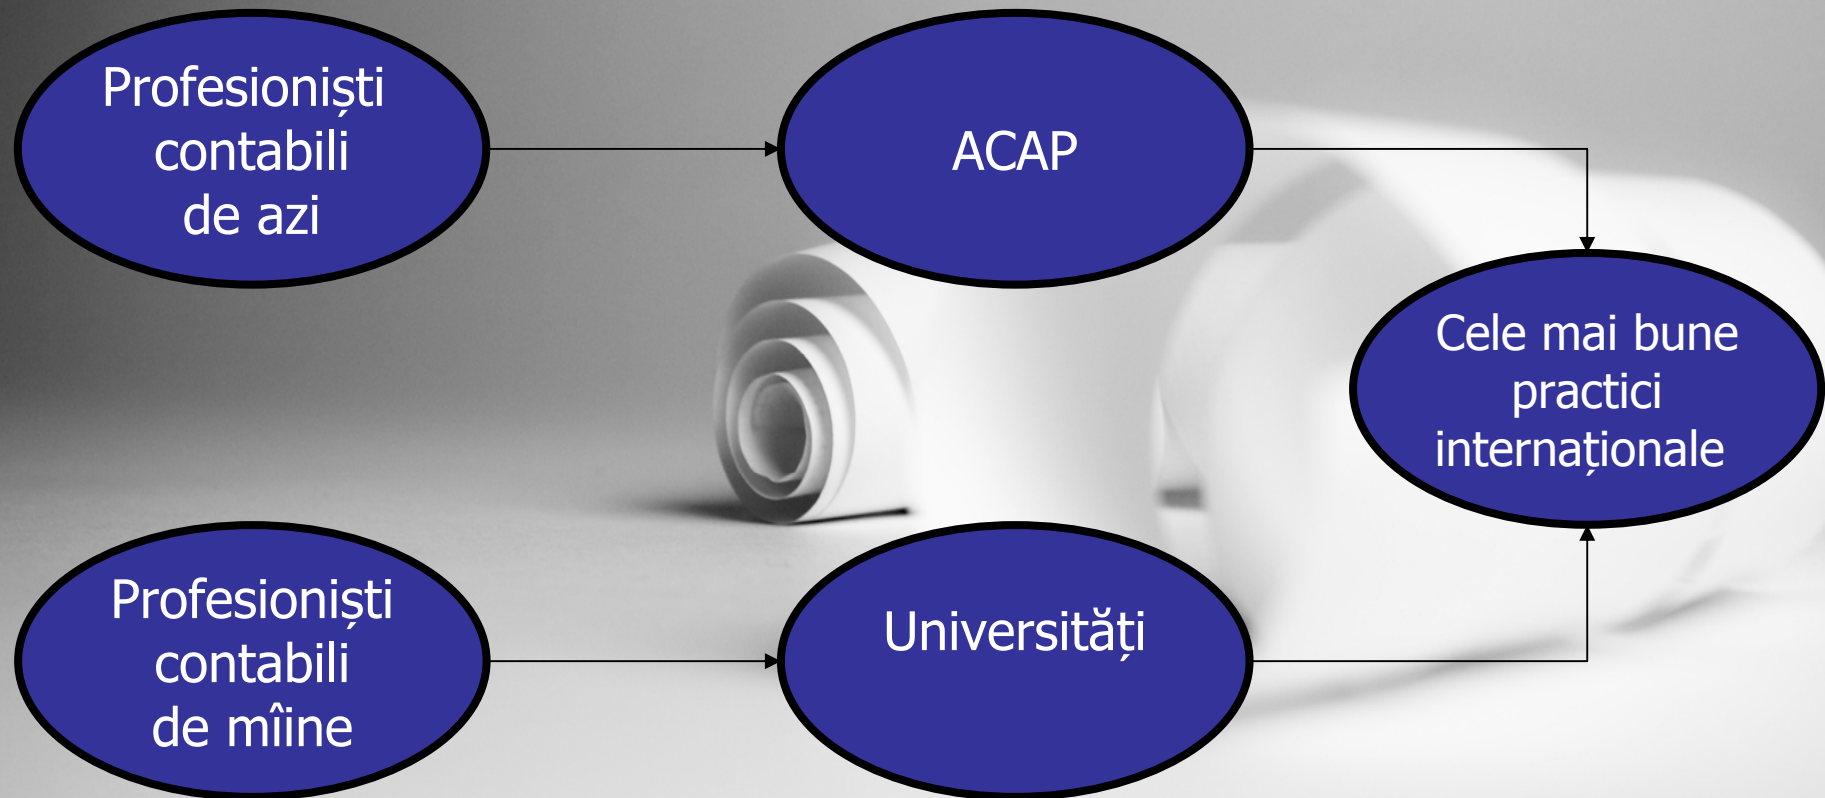 Profesioniști
contabili
de azi
ACAP
Cele mai bune
practici
internaționale
Profesioniști
contabili
de mîine
Universități